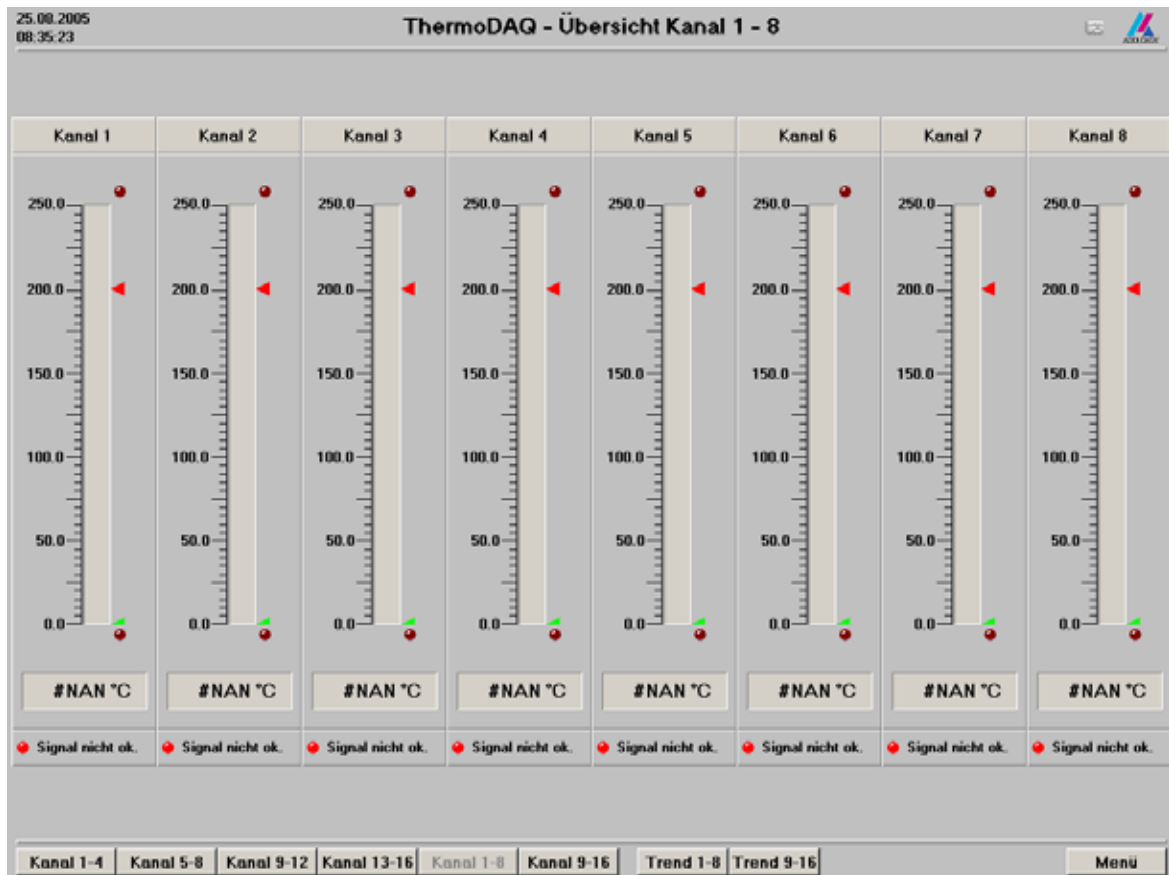 25.08.2005
08:35:23
ThermoDAQ - Übersicht Kanal 1 - 8
Kanal 1 Kanal 2 Kanal 3 Kanal 4 Kanal 5 Kanal 6 Kanal 7 Kanal 8
250.0 250.0 250.0 250.0 250.0 250.0 250.0 250.0
200.0 200.0 200.0 200.0 200.0 200.0 200.0 200.0
150.0 150.0 150.0 150.0 150.0 150.0 150.0 150.0
100.0 100.0 100.0 100.0 100.0 100.0 100.0 100.0
50.0 50.0 50.0 50.0 50.0 50.0 50.0 50.0
0.0 0.0 0.0 0.0 0.0 0.0 0.0 0.0
#NAN °C #NAN °C #NAN °C #NAN °C #NAN °C #NAN °C #NAN °C #NAN °C
Signal nicht ok. Signal nicht ok. Signal nicht ok. Signal nicht ok. Signal nicht ok. Signal nicht ok. Signal nicht ok. Signal nicht ok.
Kanal 1-4 Kanal 5-8 Kanal 9-12 Kanal 13-16 Kanal 1-8 Kanal 9-16 Trend 1-8 Trend 9-16 Menü